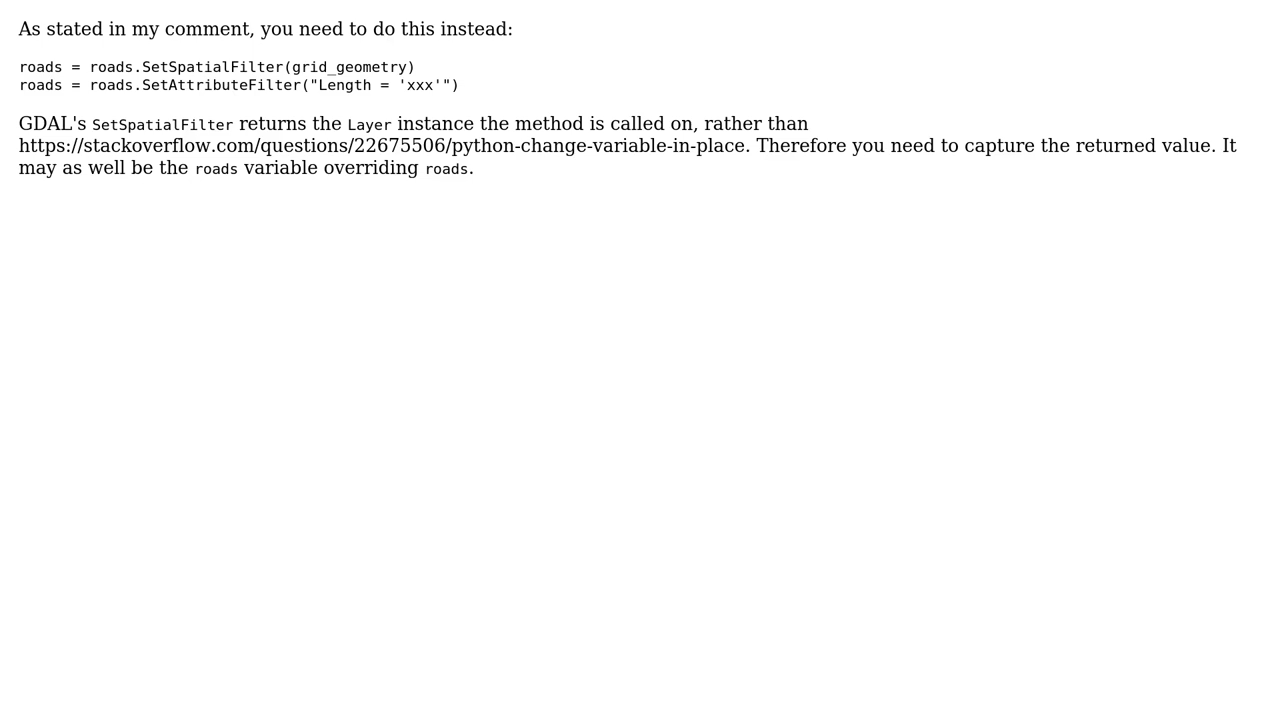 As stated in my comment, you need to do this instead:
roads = roads.SetSpatialFilter(grid_geometry)
roads = roads.SetAttributeFilter("Length = 'xxx'")
GDAL's SetSpatialFilter returns the Layer instance the method is called on, rather than
https://stackoverflow.com/questions/22675506/python-change-variable-in-place. Therefore you need to capture the returned value. It
may as well be the roads variable overriding roads.